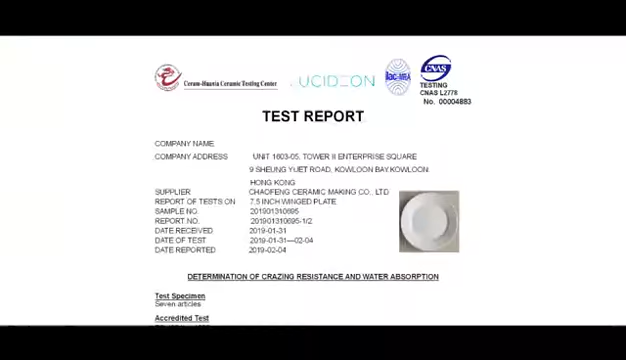 Ceram-Huaxia Ceramic Testing Center
LUCIDEON
ilac-MRA
CNAS
TESTING
CNAS L2778
No. 00004883
TEST REPORT
COMPANY NAME
COMPANY ADDRESS UNIT 1603-05, TOWER II ENTERPRISE SQUARE
9 SHEUNG YUET ROAD, KOWLOON BAY.KOWLOON.
HONG KONG
SUPPLIER CHAOFENG CERAMIC MAKING CO., LTD
REPORT OF TESTS ON 7.5 INCH WINGED PLATE
SAMPLE NO. 201901310695
REPORT NO. 201901310695-1/2
DATE RECEIVED 2019-01-31
DATE OF TEST 2019-01-31—02-04
DATE REPORTED 2019-02-04
DETERMINATION OF CRAZING RESISTANCE AND WATER ABSORPTION
Test Specimen
Seven articles
Accredited Test